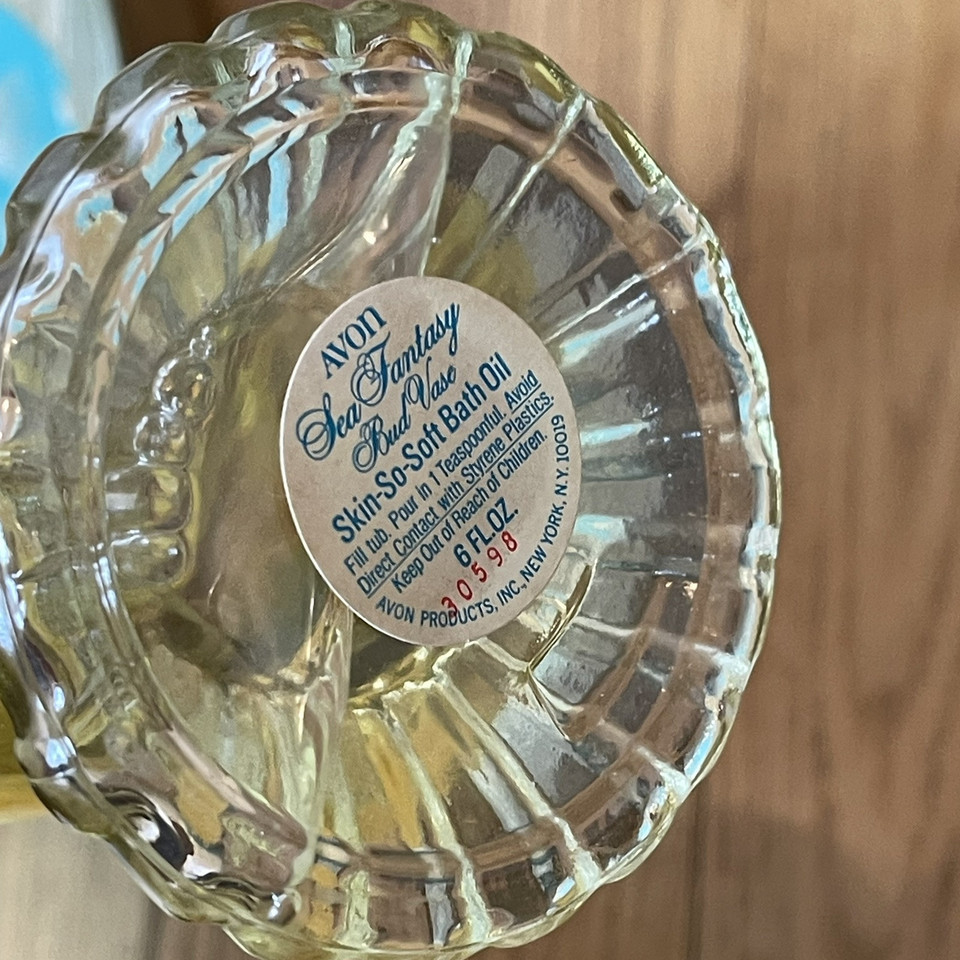 AVON
Sea Fantasy
Bud Vase
Skin-So-Soft Bath Oil
Fill tub. Pour in 1 Teaspoonful. Avoid
Direct Contact with Styrene Plastics.
Keep Out of Reach of Children.
6 FL.OZ.
30598
AVON PRODUCTS, INC., NEW YORK, N.Y. 10019